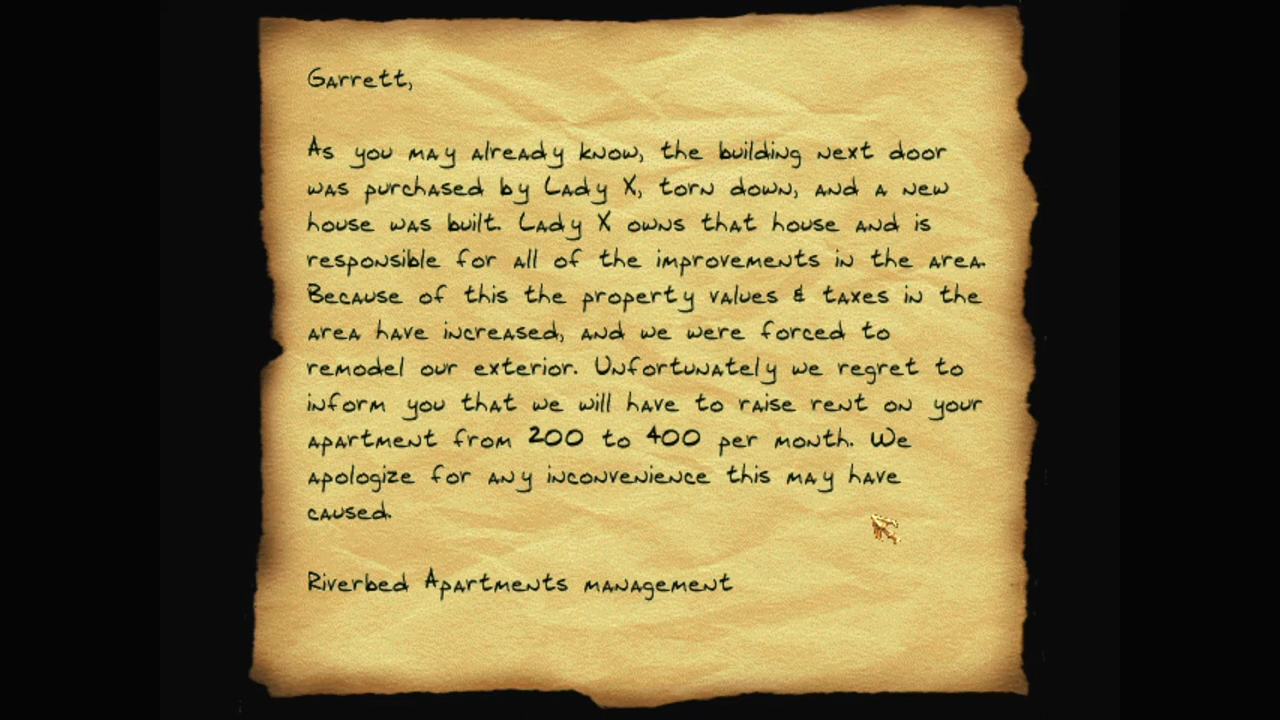 Garrett,
As you may already know, the building next door
was purchased by Lady X, torn down, and a new
house was built. Lady X owns that house and is
responsible for all of the improvements in the area.
Because of this the property values & taxes in the
area have increased, and we were forced to
remodel our exterior. Unfortunately we regret to
inform you that we will have to raise rent on your
apartment from 200 to 400 per month. We
apologize for any inconvenience this may have
caused.
Riverbed Apartments management